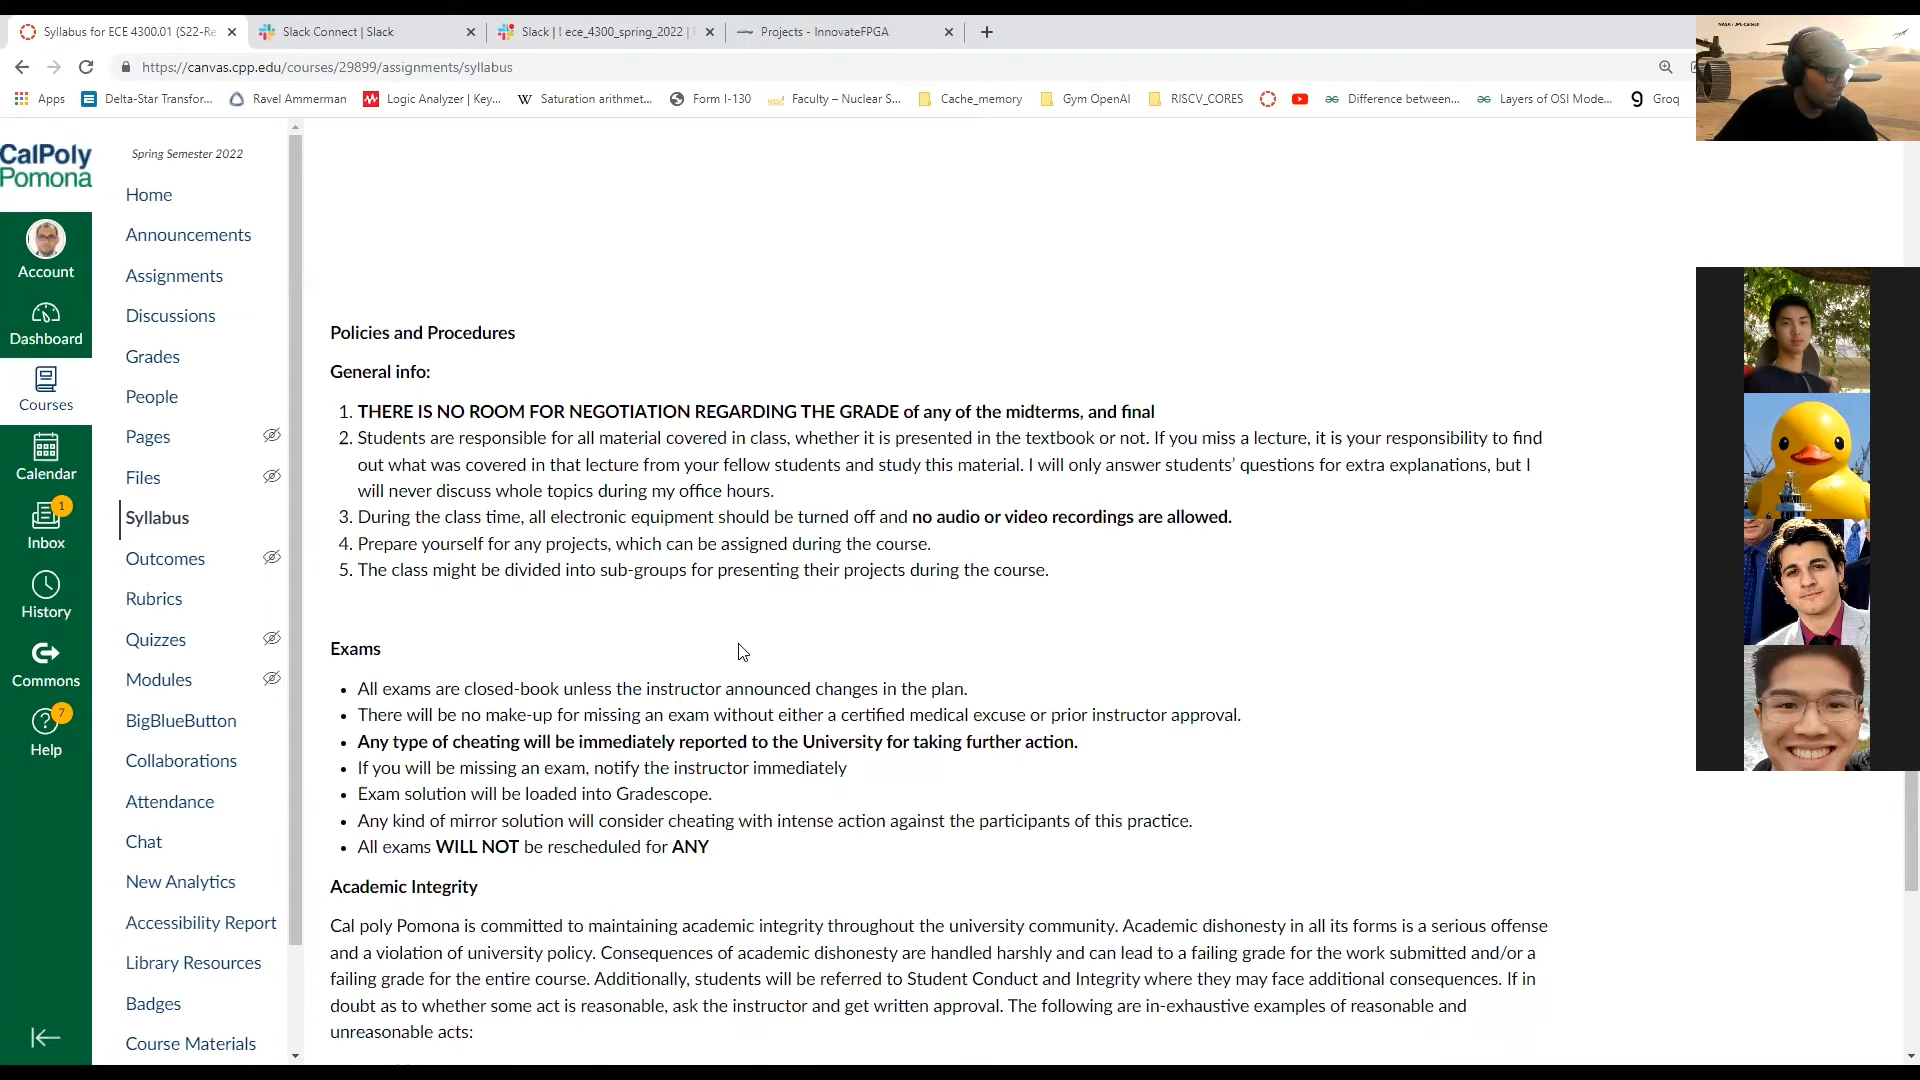 Syllabus for ECE 4300.01 (S22-Re
Slack Connect | Slack
Slack | ! ece_4300_spring_2022 |
Projects - InnovateFPGA
https://canvas.cpp.edu/courses/29899/assignments/syllabus
Apps
Delta-Star Transfor...
Ravel Ammerman
Logic Analyzer | Key...
Saturation arithmet...
Form I-130
Faculty – Nuclear S...
Cache_memory
Gym OpenAI
RISCV_CORES
Difference between...
Layers of OSI Mode...
Groq
NASA / JPL-Caltech
CalPoly
Pomona
Account
Dashboard
Courses
Calendar
1
Inbox
History
Commons
7
Help
Spring Semester 2022
Home
Announcements
Assignments
Discussions
Grades
People
Pages
Files
Syllabus
Outcomes
Rubrics
Quizzes
Modules
BigBlueButton
Collaborations
Attendance
Chat
New Analytics
Accessibility Report
Library Resources
Badges
Course Materials
Policies and Procedures
General info:
1. THERE IS NO ROOM FOR NEGOTIATION REGARDING THE GRADE of any of the midterms, and final
2. Students are responsible for all material covered in class, whether it is presented in the textbook or not. If you miss a lecture, it is your responsibility to find
out what was covered in that lecture from your fellow students and study this material. I will only answer students’ questions for extra explanations, but I
will never discuss whole topics during my office hours.
3. During the class time, all electronic equipment should be turned off and no audio or video recordings are allowed.
4. Prepare yourself for any projects, which can be assigned during the course.
5. The class might be divided into sub-groups for presenting their projects during the course.
Exams
• All exams are closed-book unless the instructor announced changes in the plan.
• There will be no make-up for missing an exam without either a certified medical excuse or prior instructor approval.
• Any type of cheating will be immediately reported to the University for taking further action.
• If you will be missing an exam, notify the instructor immediately
• Exam solution will be loaded into Gradescope.
• Any kind of mirror solution will consider cheating with intense action against the participants of this practice.
• All exams WILL NOT be rescheduled for ANY
Academic Integrity
Cal poly Pomona is committed to maintaining academic integrity throughout the university community. Academic dishonesty in all its forms is a serious offense
and a violation of university policy. Consequences of academic dishonesty are handled harshly and can lead to a failing grade for the work submitted and/or a
failing grade for the entire course. Additionally, students will be referred to Student Conduct and Integrity where they may face additional consequences. If in
doubt as to whether some act is reasonable, ask the instructor and get written approval. The following are in-exhaustive examples of reasonable and
unreasonable acts: